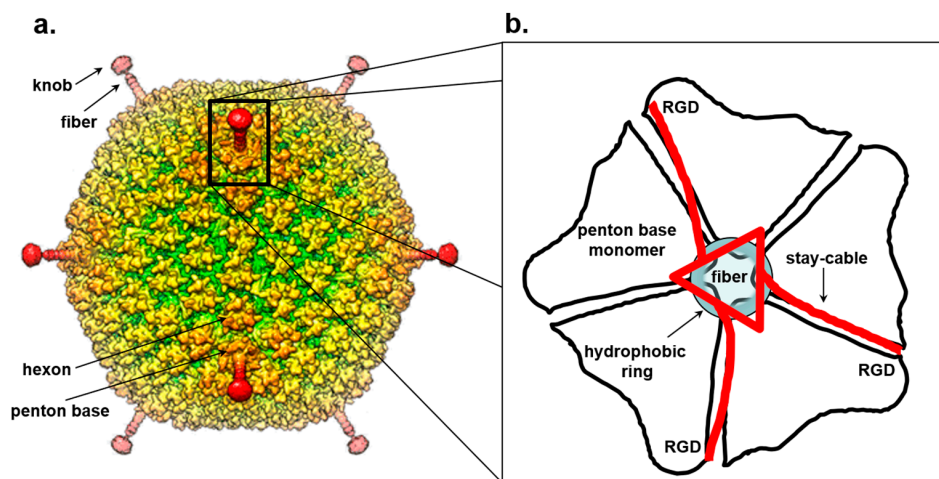 a.
knob
fiber
hexon
penton base
b.
RGD
penton base
monomer
fiber
stay-cable
hydrophobic
ring
RGD
RGD